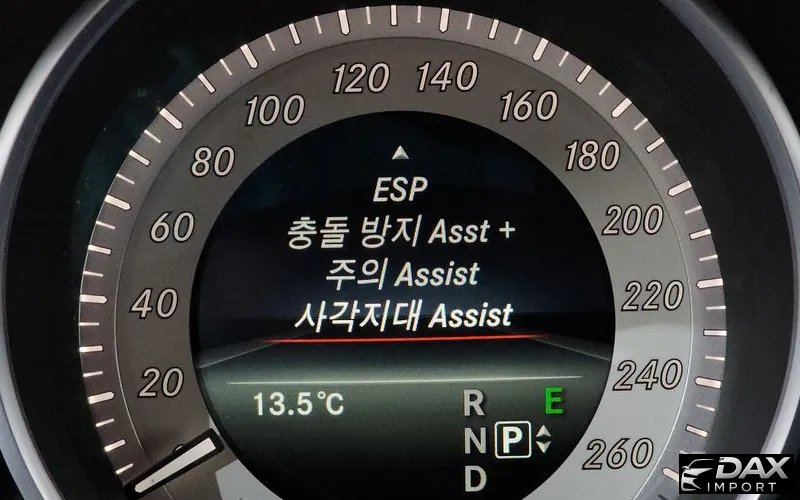 120 140
100 160
80 180
60 200
40 220
20 240
260
ESP
충돌 방지 Asst +
주의 Assist
사각지대 Assist
13.5°C
R E
N P
D
DAX
IMPORT